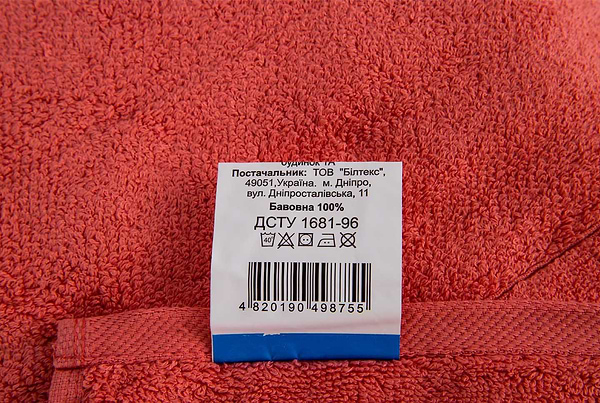 будинок 1А
Постачальник: ТОВ "Білтекс",
49051,Україна. м. Дніпро,
вул. Дніпросталівська, 11
Бавовна 100%
ДСТУ 1681-96
40
4 820190 498755